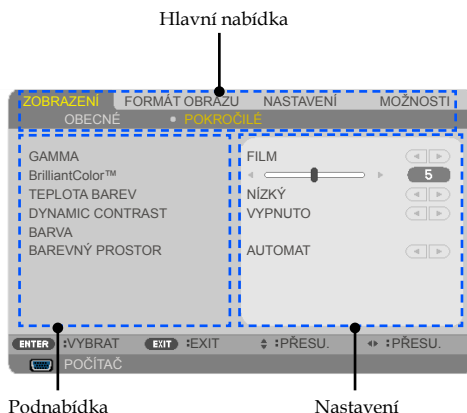 Hlavní nabídka
ZOBRAZENÍ FORMÁT OBRAZU NASTAVENÍ MOŽNOSTI
OBECNÉ • POKROČILÉ
GAMMA FILM
BrilliantColor™ 5
TEPLOTA BAREV NÍZKÝ
DYNAMIC CONTRAST VYPNUTO
BARVA
BAREVNÝ PROSTOR AUTOMAT
ENTER :VYBRAT EXIT :EXIT :PŘESU. :PŘESU.
POČÍTAČ
Podnabídka Nastavení